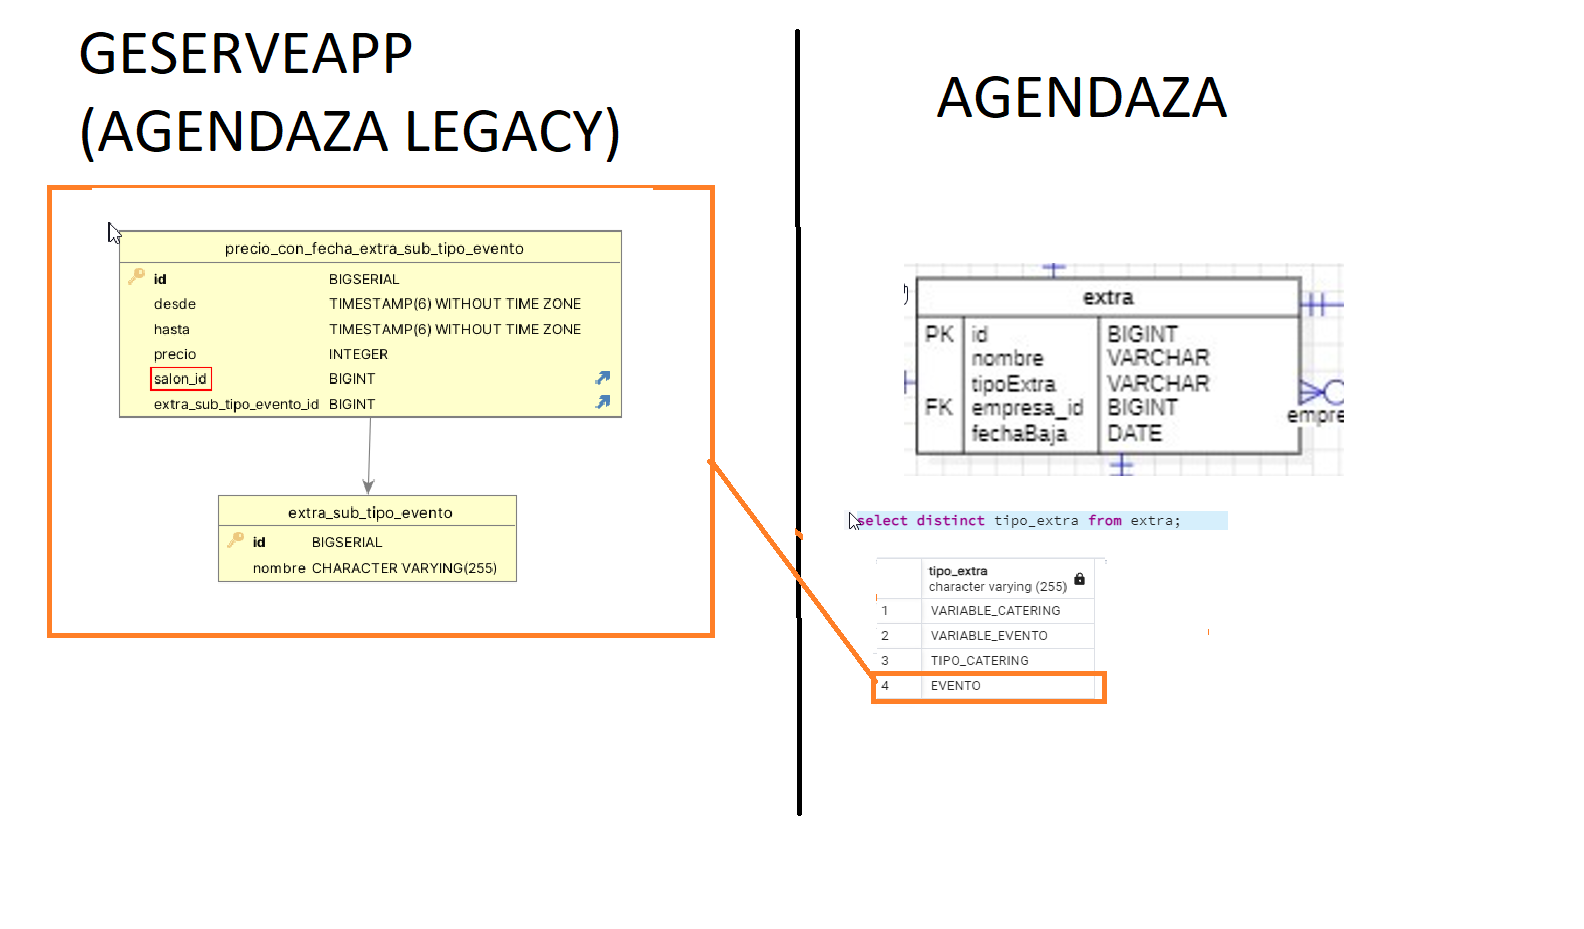 GESERVEAPP
(AGENDAZA LEGACY)
precio_con_fecha_extra_sub_tipo_evento
id BIGSERIAL
desde TIMESTAMP(6) WITHOUT TIME ZONE
hasta TIMESTAMP(6) WITHOUT TIME ZONE
precio INTEGER
salon_id BIGINT
extra_sub_tipo_evento_id BIGINT
extra_sub_tipo_evento
id BIGSERIAL
nombre CHARACTER VARYING(255)
AGENDAZA
extra
PK id BIGINT
nombre VARCHAR
tipoExtra VARCHAR
FK empresa_id BIGINT
fechaBaja DATE
empre
select distinct tipo_extra from extra;
tipo_extra
character varying (255)
1 VARIABLE_CATERING
2 VARIABLE_EVENTO
3 TIPO_CATERING
4 EVENTO